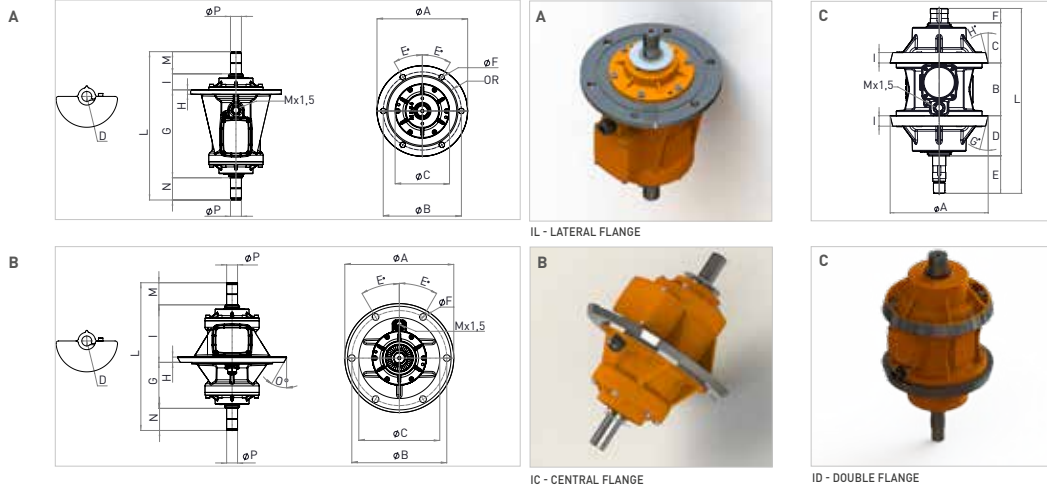 A
øP
M
I
H
G
L
N
øP
Mx1,5
D
øA
E°
E°
øF
OR
øC
øB
A
IL - LATERAL FLANGE
C
F
H°
C
I
Mx1,5
B
L
I
D
G°
E
øA
B
øP
M
I
L
H
G
O°
N
øP
D
øA
E°
E°
øF
Mx1,5
øC
øB
B
IC - CENTRAL FLANGE
C
ID - DOUBLE FLANGE